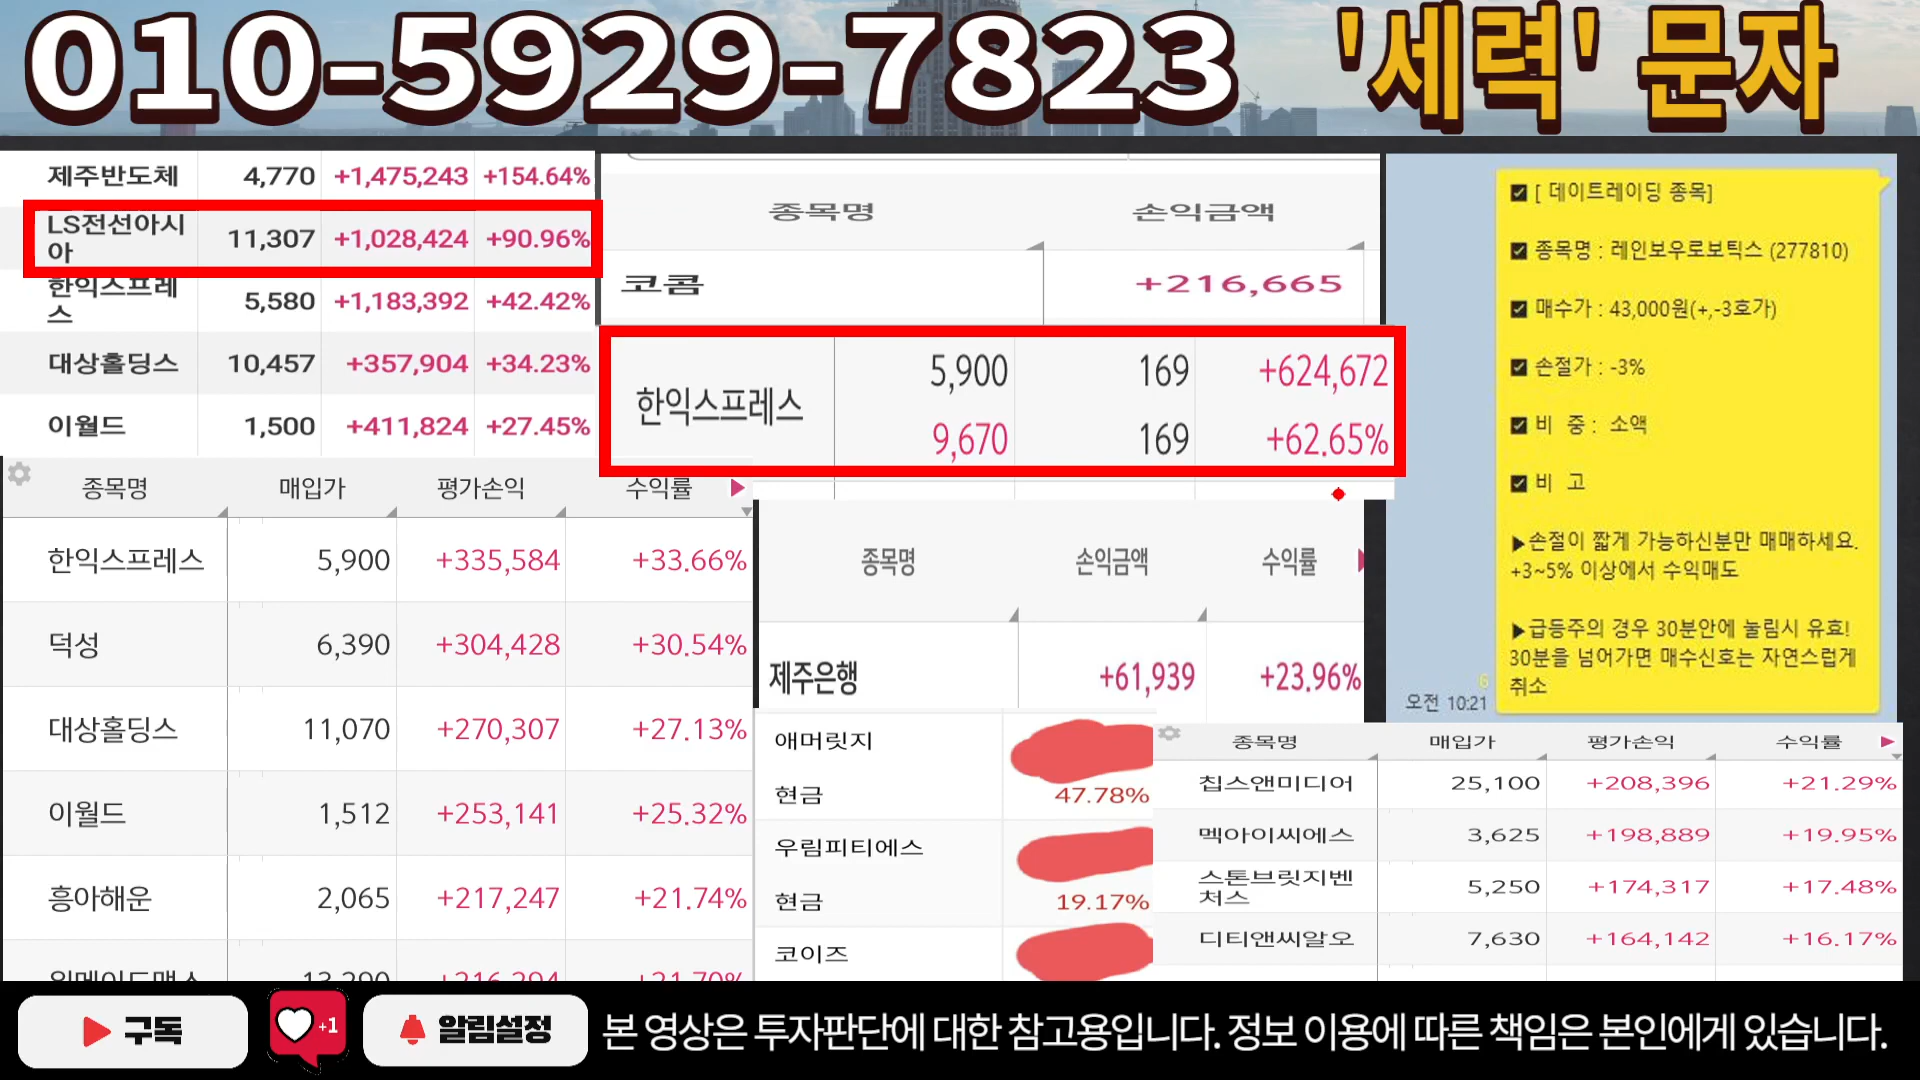 010-5929-7823 '세력' 문자
제주반도체 4,770 +1,475,243 +154.64%
LS전선아시아 11,307 +1,028,424 +90.96%
한익스프레스 5,580 +1,183,392 +42.42%
대상홀딩스 10,457 +357,904 +34.23%
이월드 1,500 +411,824 +27.45%
종목명 손익금액
코콤 +216,665
한익스프레스 5,900 169 +624,672
9,670 169 +62.65%
종목명 매입가 평가손익 수익률
한익스프레스 5,900 +335,584 +33.66%
덕성 6,390 +304,428 +30.54%
대상홀딩스 11,070 +270,307 +27.13%
이월드 1,512 +253,141 +25.32%
흥아해운 2,065 +217,247 +21.74%
종목명 손익금액 수익률
제주은행 +61,939 +23.96%
애머릿지
현금 47.78%
우림피티에스
현금 19.17%
코이즈
[ 데이트레이딩 종목]
종목명 : 레인보우로보틱스 (277810)
매수가 : 43,000원(+,-3호가)
손절가 : -3%
비 중 : 소액
비 고
▶손절이 짧게 가능하신분만 매매하세요.
+3~5% 이상에서 수익매도
▶급등주의 경우 30분안에 눌림시 유효!
30분을 넘어가면 매수신호는 자연스럽게
취소
6
오전 10:21
종목명 매입가 평가손익 수익률
칩스앤미디어 25,100 +208,396 +21.29%
멕아이씨에스 3,625 +198,889 +19.95%
스톤브릿지벤처스 5,250 +174,317 +17.48%
디티앤씨알오 7,630 +164,142 +16.17%
구독 +1 알림설정 본 영상은 투자판단에 대한 참고용입니다. 정보 이용에 따른 책임은 본인에게 있습니다.